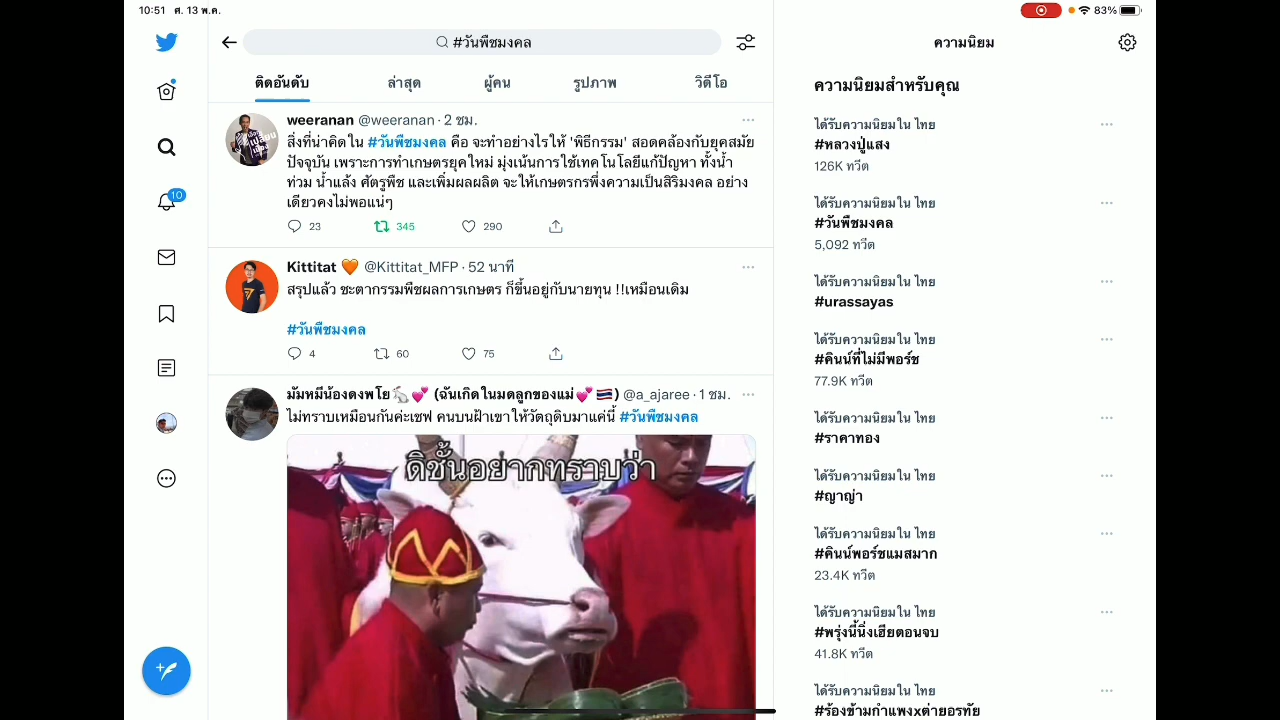 10:51 ศ. 13 พ.ค.
83%
#วันพืชมงคล
ติดอันดับ ล่าสุด ผู้คน รูปภาพ วิดีโอ
10
weeranan @weeranan · 2 ชม.
สิ่งที่น่าคิดใน #วันพืชมงคล คือ จะทำอย่างไรให้ 'พิธีกรรม' สอดคล้องกับยุคสมัย
ปัจจุบัน เพราะการทำเกษตรยุคใหม่ มุ่งเน้นการใช้เทคโนโลยีแก้ปัญหา ทั้งน้ำ
ท่วม น้ำแล้ง ศัตรูพืช และเพิ่มผลผลิต จะให้เกษตรกรพึ่งความเป็นสิริมงคล อย่าง
เดียวคงไม่พอแน่ๆ
23 345 290
Kittitat 🧡 @Kittitat_MFP · 52 นาที
สรุปแล้ว ชะตากรรมพืชผลการเกษตร ก็ขึ้นอยู่กับนายทุน !!เหมือนเดิม
#วันพืชมงคล
4 60 75
มัมหมีน้องดงพโย🐇💕 (ฉันเกิดในมดลูกของแม่💕🇹🇭) @a_ajaree · 1 ชม.
ไม่ทราบเหมือนกันค่ะเชฟ คนบนฟ้าเขาให้วัตถุดิบมาแค่นี้ #วันพืชมงคล
ดิชั้นอยากทราบว่า
ความนิยม
ความนิยมสำหรับคุณ
ได้รับความนิยมใน ไทย
#หลวงปู่แสง
126K ทวีต
ได้รับความนิยมใน ไทย
#วันพืชมงคล
5,092 ทวีต
ได้รับความนิยมใน ไทย
#urassayas
ได้รับความนิยมใน ไทย
#คินน์ที่ไม่มีพอร์ช
77.9K ทวีต
ได้รับความนิยมใน ไทย
#ราคาทอง
ได้รับความนิยมใน ไทย
#ญาญ่า
ได้รับความนิยมใน ไทย
#คินน์พอร์ชแมสมาก
23.4K ทวีต
ได้รับความนิยมใน ไทย
#พรุ่งนี้นิ่งเฮียตอนจบ
41.8K ทวีต
ได้รับความนิยมใน ไทย
#ร้องข้ามกำแพงxต่ายอรทัย